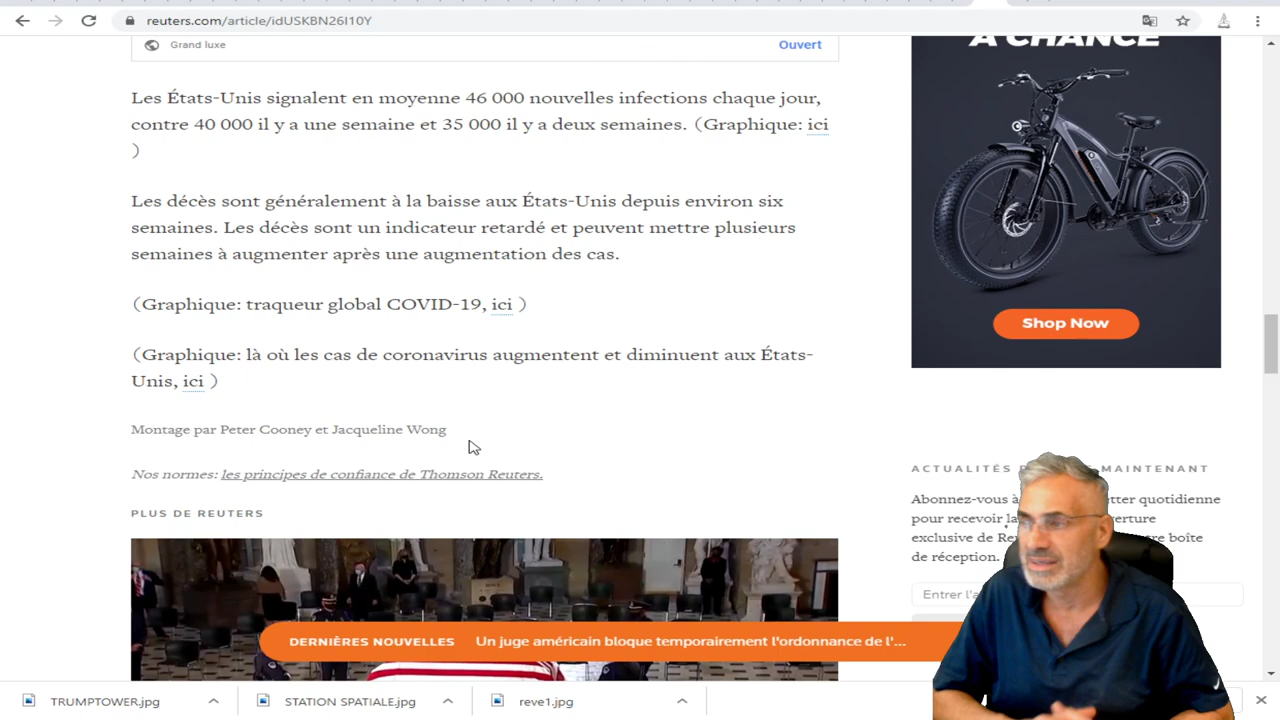 reuters.com/article/idUSKBN26I10Y
Grand luxe
Ouvert
Les États-Unis signalent en moyenne 46 000 nouvelles infections chaque jour,
contre 40 000 il y a une semaine et 35 000 il y a deux semaines. (Graphique: ici
)
Les décès sont généralement à la baisse aux États-Unis depuis environ six
semaines. Les décès sont un indicateur retardé et peuvent mettre plusieurs
semaines à augmenter après une augmentation des cas.
(Graphique: traqueur global COVID-19, ici )
(Graphique: là où les cas de coronavirus augmentent et diminuent aux États-
Unis, ici )
Montage par Peter Cooney et Jacqueline Wong
Nos normes: les principes de confiance de Thomson Reuters.
PLUS DE REUTERS
A CHANCE
Shop Now
ACTUALITÉS MAINTENANT
Abonnez-vous à quotidienne
pour recevoir
exclusive de boîte
de réception.
Entrer
DERNIÈRES NOUVELLES Un juge américain bloque temporairement l'ordonnance de l'...
TRUMPTOWER.jpg
STATION SPATIALE.jpg
reve1.jpg